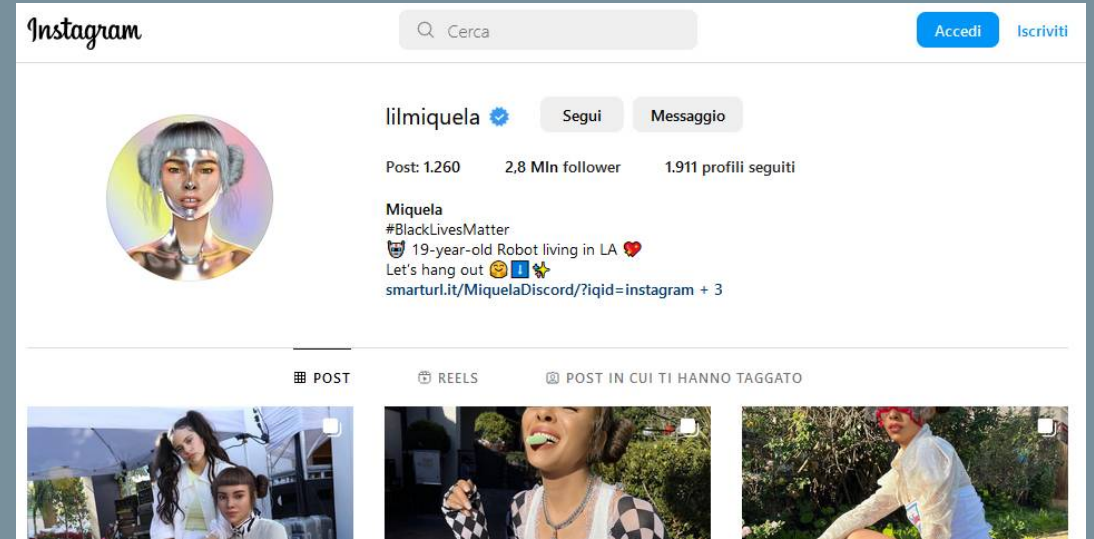 Instagram
Cerca
Accedi
Iscriviti
lilmiquela
Segui
Messaggio
Post: 1.260 2,8 Mln follower 1.911 profili seguiti
Miquela
#BlackLivesMatter
🤖 19-year-old Robot living in LA 💖
Let's hang out 🤗⬇️✨
smarturl.it/MiquelaDiscord/?iqid=instagram + 3
POST
REELS
POST IN CUI TI HANNO TAGGATO